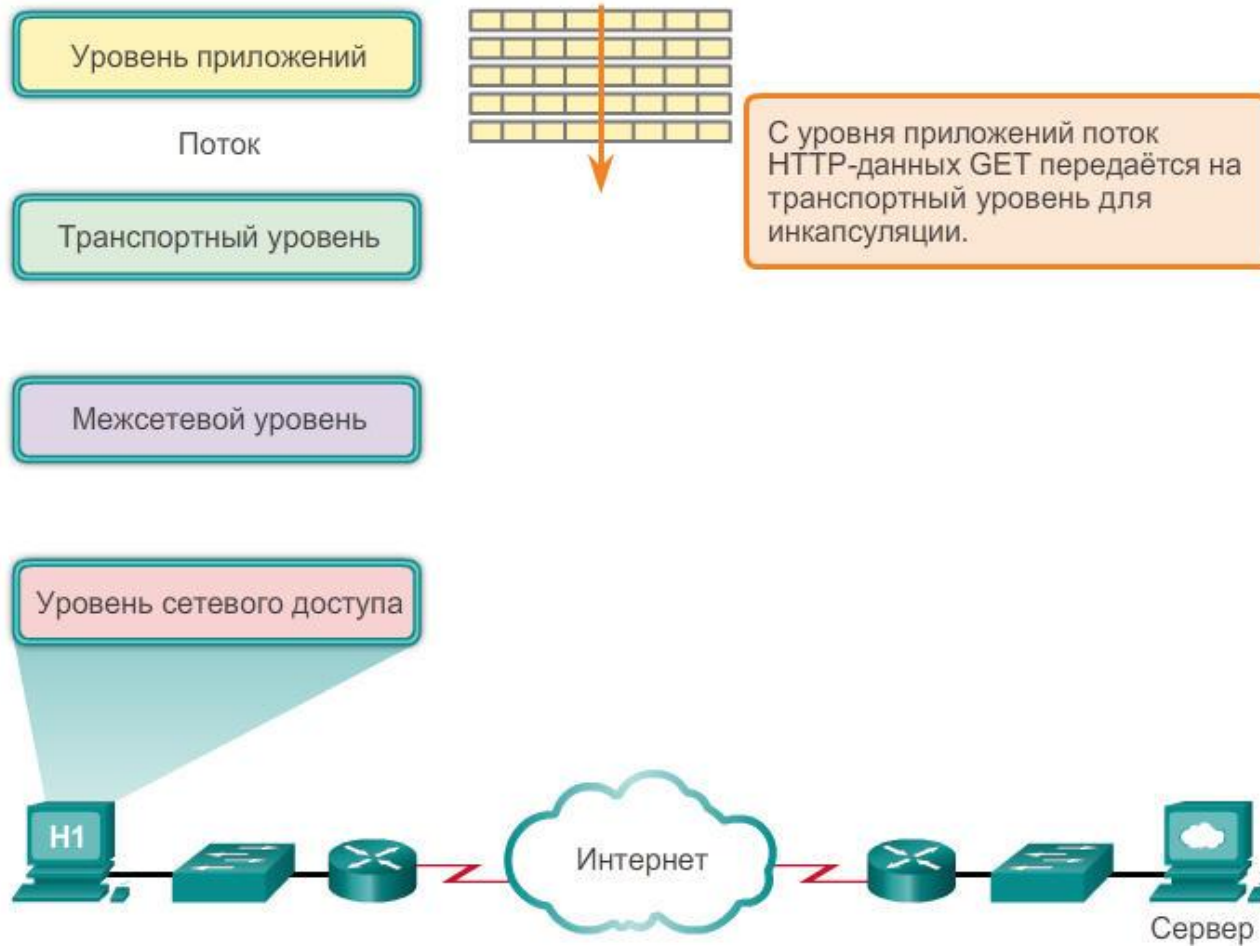 Уровень приложений
Поток
С уровня приложений поток
HTTP-данных GET передаётся на
транспортный уровень для
инкапсуляции.
Транспортный уровень
Межсетевой уровень
Уровень сетевого доступа
H1
Интернет
Сервер